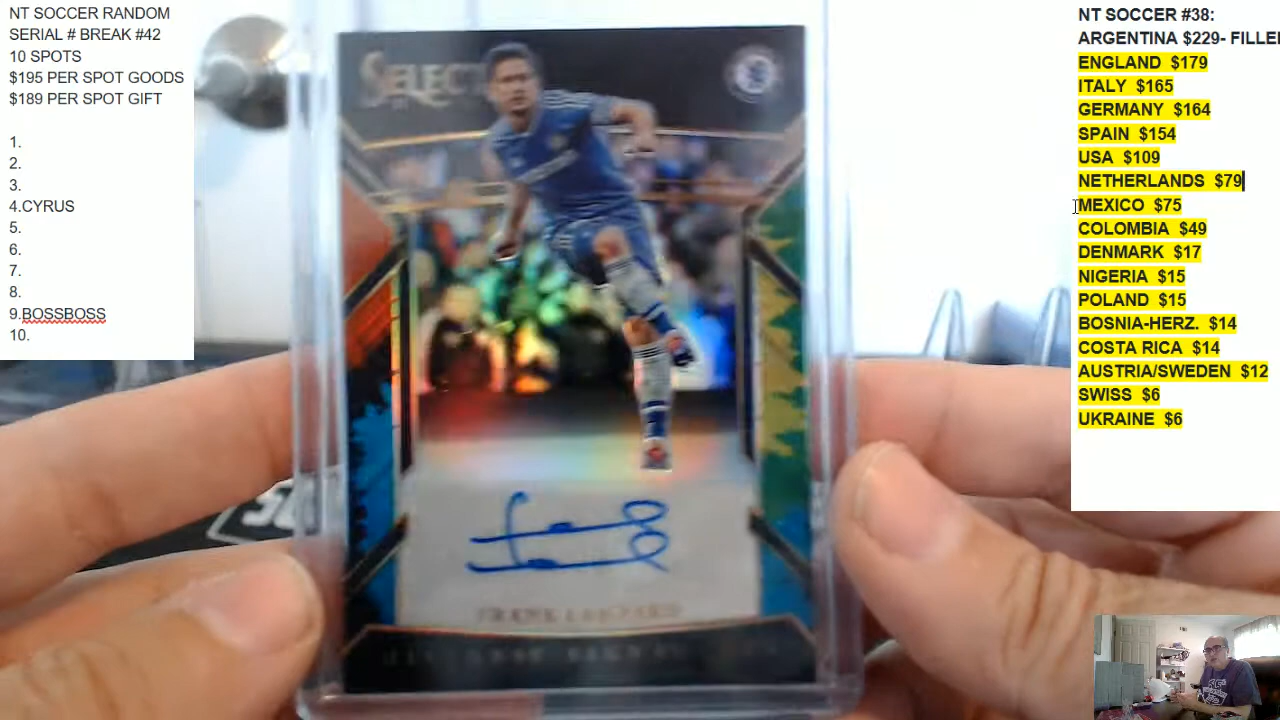 NT SOCCER RANDOM
SERIAL # BREAK #42
10 SPOTS
$195 PER SPOT GOODS
$189 PER SPOT GIFT
1.
2.
3.
4.CYRUS
5.
6.
7.
8.
9.BOSSBOSS
10.
SELECT
FRANK LAMPARD
NT SOCCER #38:
ARGENTINA $229- FILLE
ENGLAND $179
ITALY $165
GERMANY $164
SPAIN $154
USA $109
NETHERLANDS $79
MEXICO $75
COLOMBIA $49
DENMARK $17
NIGERIA $15
POLAND $15
BOSNIA-HERZ. $14
COSTA RICA $14
AUSTRIA/SWEDEN $12
SWISS $6
UKRAINE $6